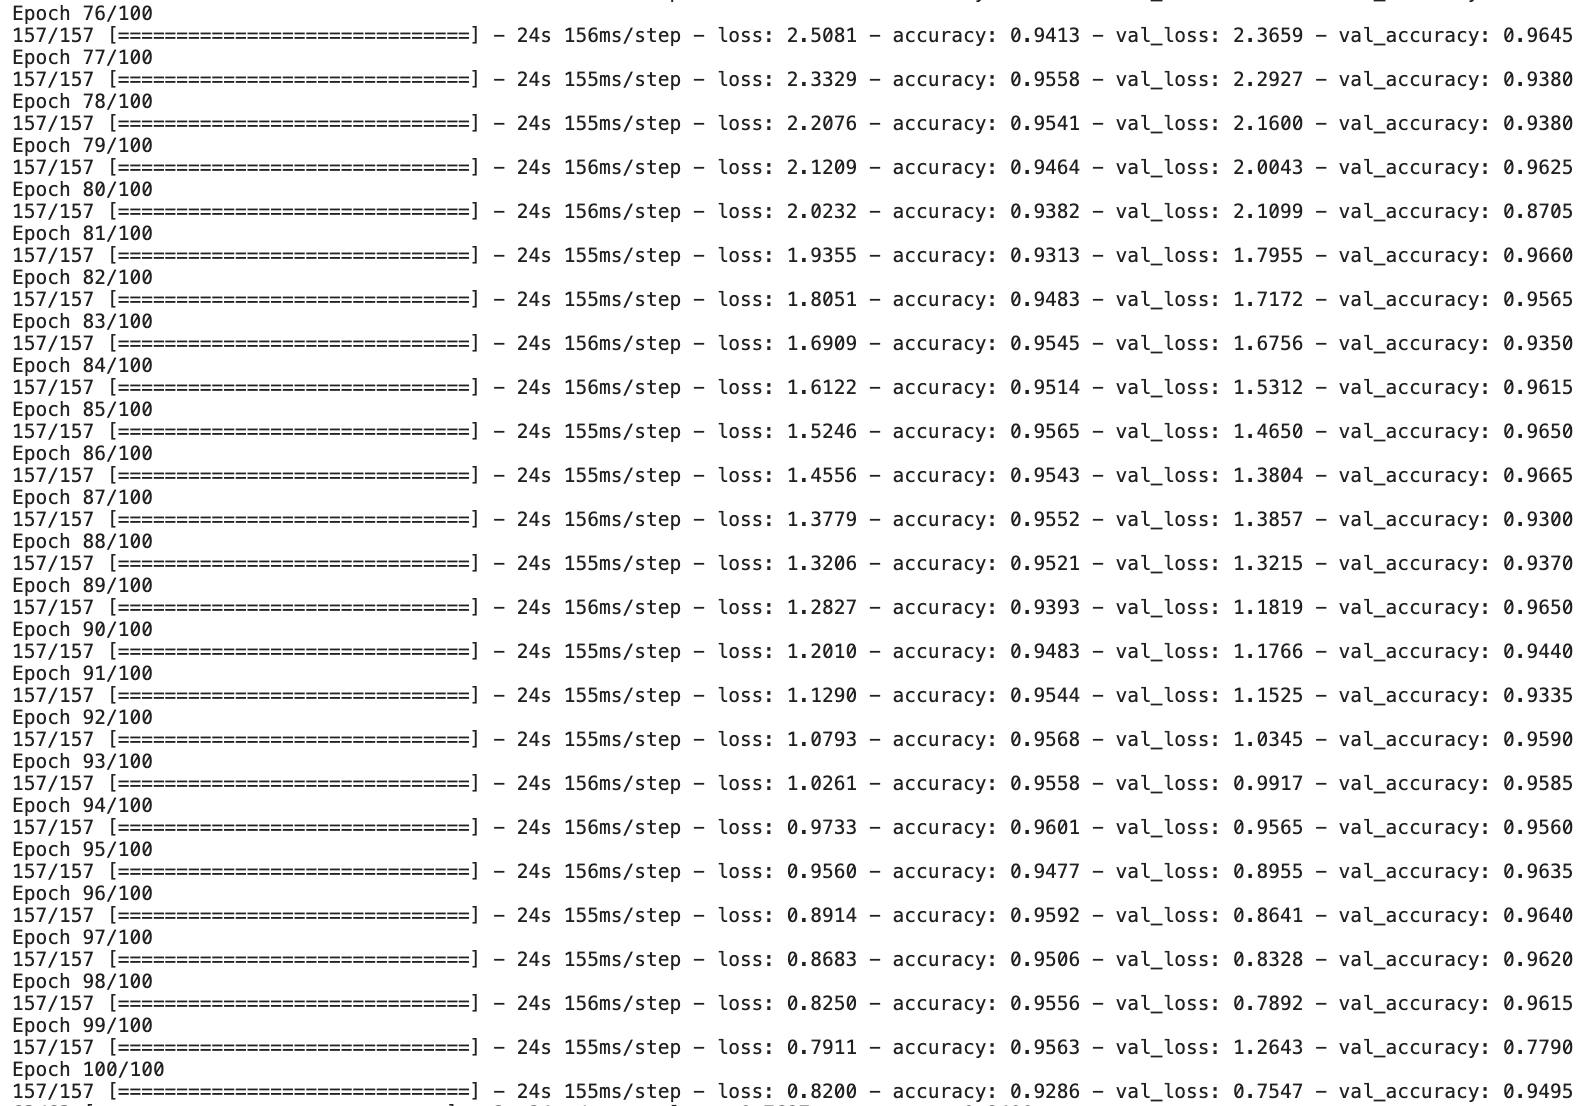 Epoch 76/100
157/157 [==============================] - 24s 156ms/step - loss: 2.5081 - accuracy: 0.9413 - val_loss: 2.3659 - val_accuracy: 0.9645
Epoch 77/100
157/157 [==============================] - 24s 155ms/step - loss: 2.3329 - accuracy: 0.9558 - val_loss: 2.2927 - val_accuracy: 0.9380
Epoch 78/100
157/157 [==============================] - 24s 155ms/step - loss: 2.2076 - accuracy: 0.9541 - val_loss: 2.1600 - val_accuracy: 0.9380
Epoch 79/100
157/157 [==============================] - 24s 156ms/step - loss: 2.1209 - accuracy: 0.9464 - val_loss: 2.0043 - val_accuracy: 0.9625
Epoch 80/100
157/157 [==============================] - 24s 156ms/step - loss: 2.0232 - accuracy: 0.9382 - val_loss: 2.1099 - val_accuracy: 0.8705
Epoch 81/100
157/157 [==============================] - 24s 155ms/step - loss: 1.9355 - accuracy: 0.9313 - val_loss: 1.7955 - val_accuracy: 0.9660
Epoch 82/100
157/157 [==============================] - 24s 155ms/step - loss: 1.8051 - accuracy: 0.9483 - val_loss: 1.7172 - val_accuracy: 0.9565
Epoch 83/100
157/157 [==============================] - 24s 156ms/step - loss: 1.6909 - accuracy: 0.9545 - val_loss: 1.6756 - val_accuracy: 0.9350
Epoch 84/100
157/157 [==============================] - 24s 156ms/step - loss: 1.6122 - accuracy: 0.9514 - val_loss: 1.5312 - val_accuracy: 0.9615
Epoch 85/100
157/157 [==============================] - 24s 155ms/step - loss: 1.5246 - accuracy: 0.9565 - val_loss: 1.4650 - val_accuracy: 0.9650
Epoch 86/100
157/157 [==============================] - 24s 155ms/step - loss: 1.4556 - accuracy: 0.9543 - val_loss: 1.3804 - val_accuracy: 0.9665
Epoch 87/100
157/157 [==============================] - 24s 156ms/step - loss: 1.3779 - accuracy: 0.9552 - val_loss: 1.3857 - val_accuracy: 0.9300
Epoch 88/100
157/157 [==============================] - 24s 155ms/step - loss: 1.3206 - accuracy: 0.9521 - val_loss: 1.3215 - val_accuracy: 0.9370
Epoch 89/100
157/157 [==============================] - 24s 156ms/step - loss: 1.2827 - accuracy: 0.9393 - val_loss: 1.1819 - val_accuracy: 0.9650
Epoch 90/100
157/157 [==============================] - 24s 155ms/step - loss: 1.2010 - accuracy: 0.9483 - val_loss: 1.1766 - val_accuracy: 0.9440
Epoch 91/100
157/157 [==============================] - 24s 155ms/step - loss: 1.1290 - accuracy: 0.9544 - val_loss: 1.1525 - val_accuracy: 0.9335
Epoch 92/100
157/157 [==============================] - 24s 155ms/step - loss: 1.0793 - accuracy: 0.9568 - val_loss: 1.0345 - val_accuracy: 0.9590
Epoch 93/100
157/157 [==============================] - 24s 156ms/step - loss: 1.0261 - accuracy: 0.9558 - val_loss: 0.9917 - val_accuracy: 0.9585
Epoch 94/100
157/157 [==============================] - 24s 156ms/step - loss: 0.9733 - accuracy: 0.9601 - val_loss: 0.9565 - val_accuracy: 0.9560
Epoch 95/100
157/157 [==============================] - 24s 156ms/step - loss: 0.9560 - accuracy: 0.9477 - val_loss: 0.8955 - val_accuracy: 0.9635
Epoch 96/100
157/157 [==============================] - 24s 155ms/step - loss: 0.8914 - accuracy: 0.9592 - val_loss: 0.8641 - val_accuracy: 0.9640
Epoch 97/100
157/157 [==============================] - 24s 155ms/step - loss: 0.8683 - accuracy: 0.9506 - val_loss: 0.8328 - val_accuracy: 0.9620
Epoch 98/100
157/157 [==============================] - 24s 156ms/step - loss: 0.8250 - accuracy: 0.9556 - val_loss: 0.7892 - val_accuracy: 0.9615
Epoch 99/100
157/157 [==============================] - 24s 155ms/step - loss: 0.7911 - accuracy: 0.9563 - val_loss: 1.2643 - val_accuracy: 0.7790
Epoch 100/100
157/157 [==============================] - 24s 155ms/step - loss: 0.8200 - accuracy: 0.9286 - val_loss: 0.7547 - val_accuracy: 0.9495